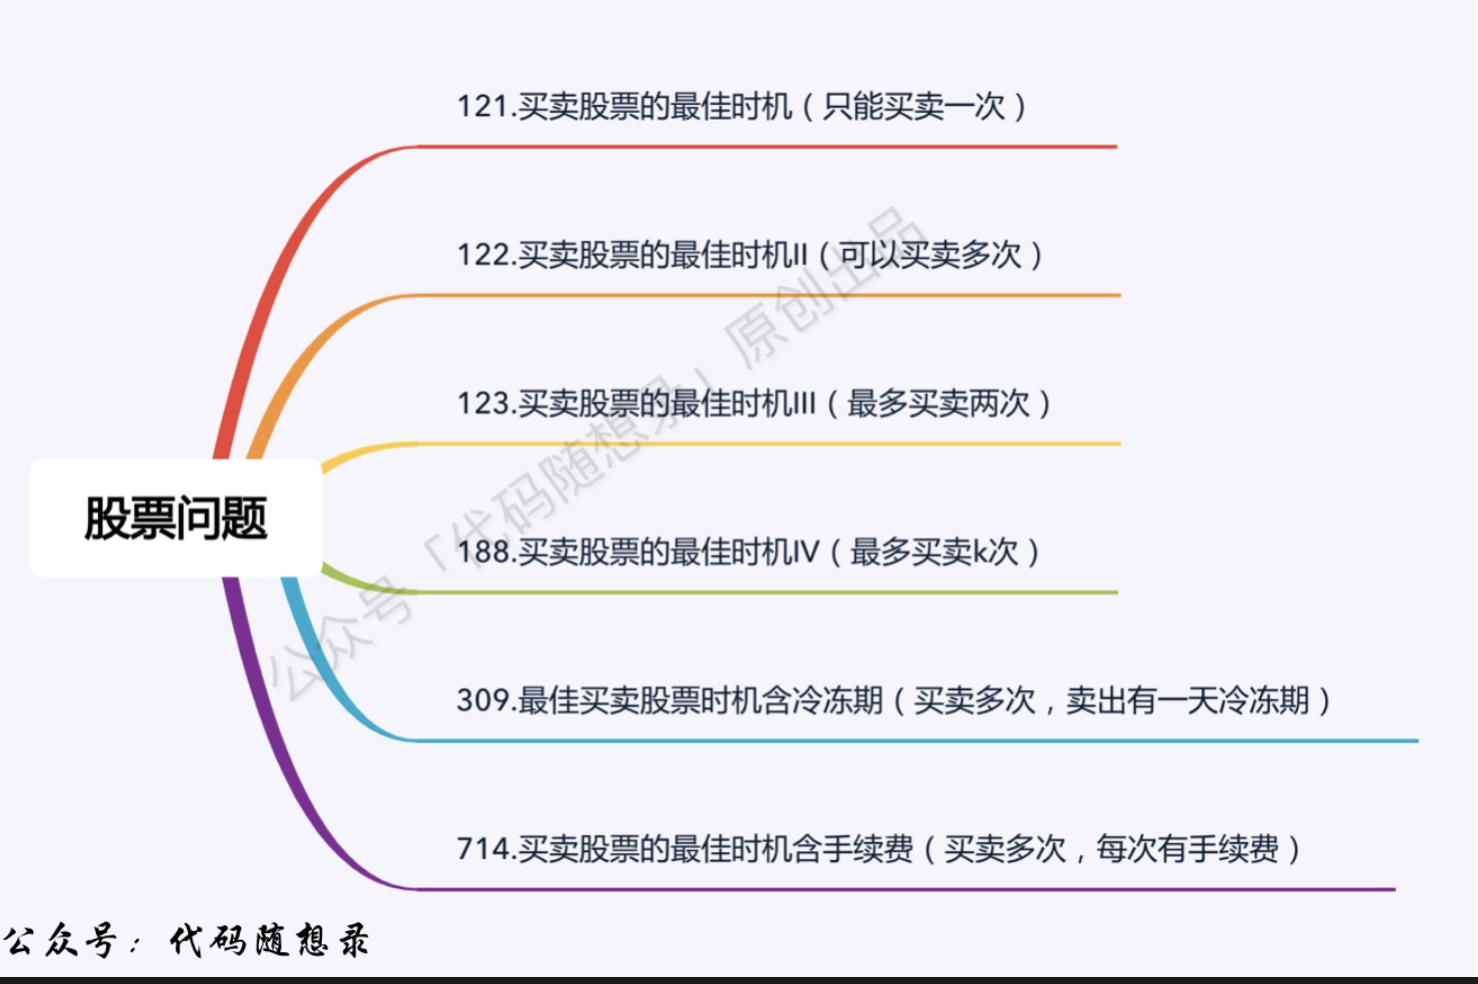 121.买卖股票的最佳时机（只能买卖一次）
122.买卖股票的最佳时机II（可以买卖多次）
123.买卖股票的最佳时机III（最多买卖两次）
股票问题
188.买卖股票的最佳时机IV（最多买卖k次）
309.最佳买卖股票时机含冷冻期（买卖多次，卖出有一天冷冻期）
714.买卖股票的最佳时机含手续费（买卖多次，每次有手续费）
公众号「代码随想录」原创出品
公众号：代码随想录